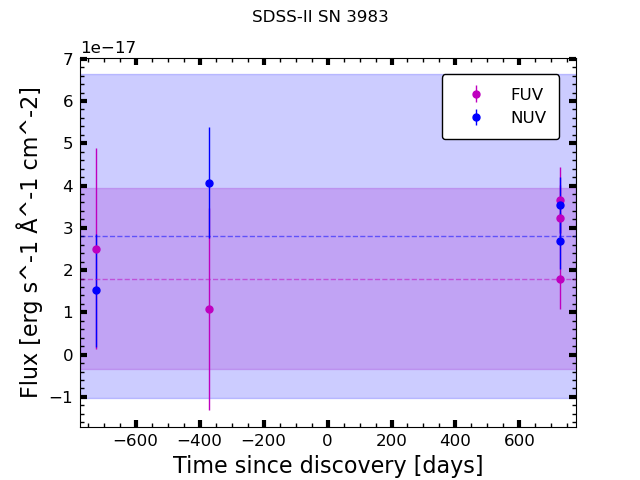 SDSS-II SN 3983
1e−17
7
6
5
4
3
2
1
0
−1
Flux [erg s^-1 Å^-1 cm^-2]
FUV
NUV
−600 −400 −200 0 200 400 600
Time since discovery [days]